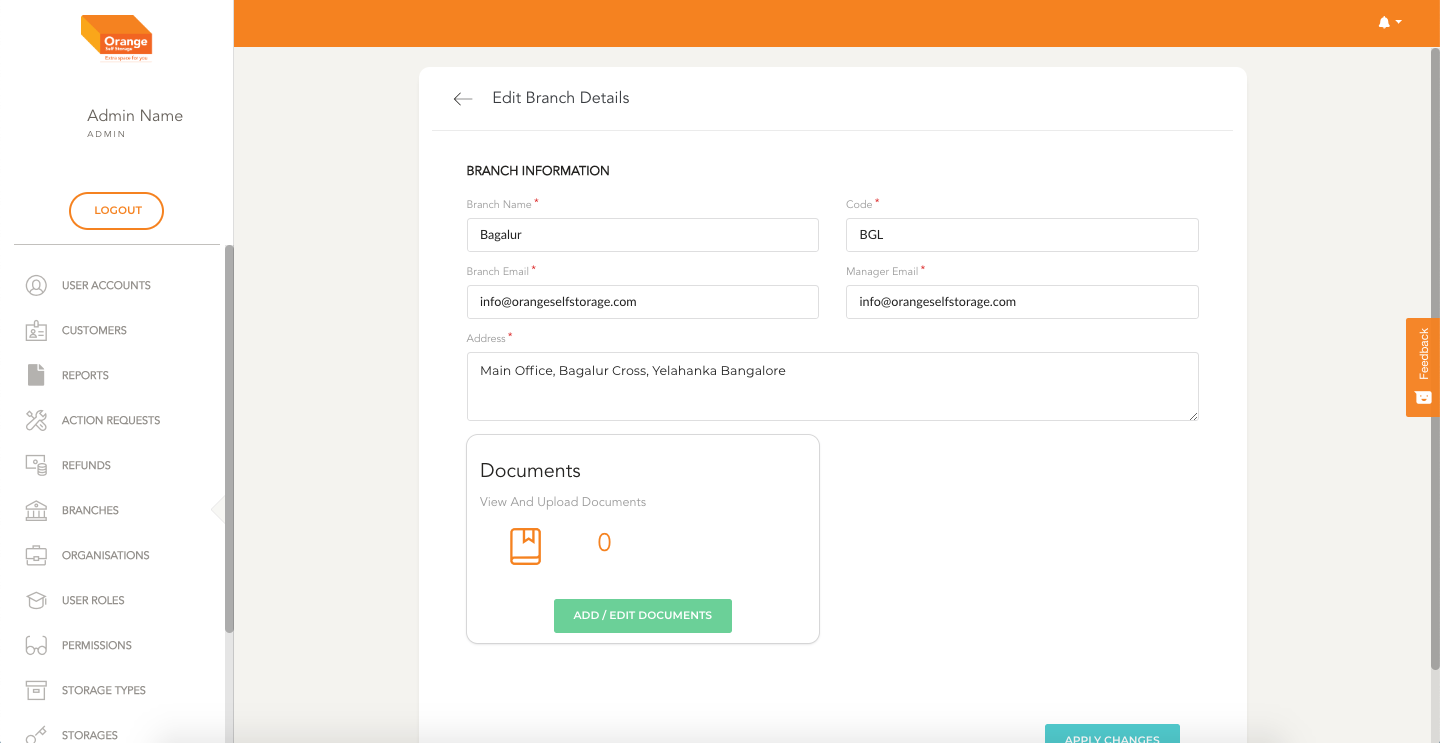 Orange
Self Storage
Extra space for you
Admin Name
ADMIN
LOGOUT
USER ACCOUNTS
CUSTOMERS
REPORTS
ACTION REQUESTS
REFUNDS
BRANCHES
ORGANISATIONS
USER ROLES
PERMISSIONS
STORAGE TYPES
STORAGES
Edit Branch Details
BRANCH INFORMATION
Branch Name *
Code *
Bagalur
BGL
Branch Email *
Manager Email *
info@orangeselfstorage.com
info@orangeselfstorage.com
Address *
Main Office, Bagalur Cross, Yelahanka Bangalore
Documents
View And Upload Documents
0
ADD / EDIT DOCUMENTS
APPLY CHANGES
Feedback